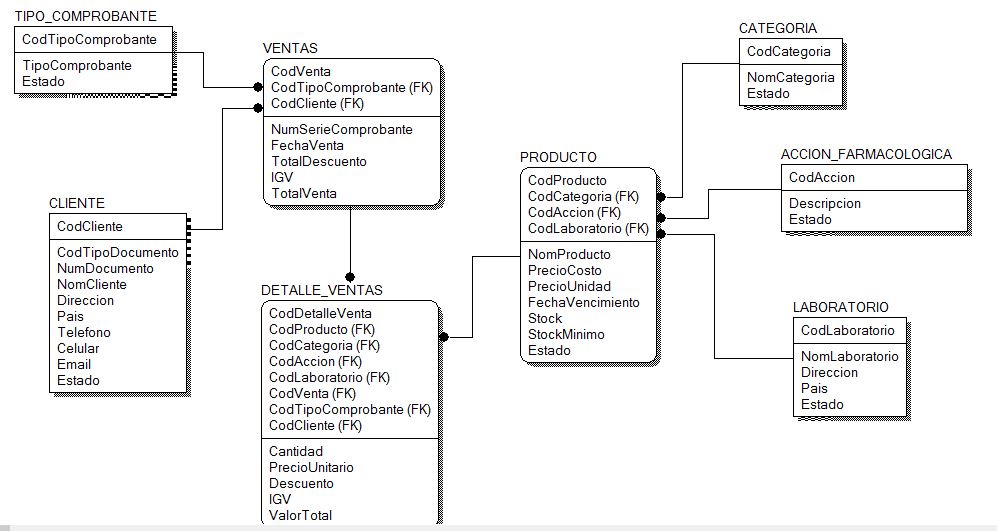 TIPO_COMPROBANTE
CodTipoComprobante
TipoComprobante
Estado
VENTAS
CodVenta
CodTipoComprobante (FK)
CodCliente (FK)
NumSerieComprobante
FechaVenta
TotalDescuento
IGV
TotalVenta
CATEGORIA
CodCategoria
NomCategoria
Estado
PRODUCTO
CodProducto
CodCategoria (FK)
CodAccion (FK)
CodLaboratorio (FK)
NomProducto
PrecioCosto
PrecioUnidad
FechaVencimiento
Stock
StockMinimo
Estado
ACCION_FARMACOLOGICA
CodAccion
Descripcion
Estado
CLIENTE
CodCliente
CodTipoDocumento
NumDocumento
NomCliente
Direccion
Pais
Telefono
Celular
Email
Estado
DETALLE_VENTAS
CodDetalleVenta
CodProducto (FK)
CodCategoria (FK)
CodAccion (FK)
CodLaboratorio (FK)
CodVenta (FK)
CodTipoComprobante (FK)
CodCliente (FK)
Cantidad
PrecioUnitario
Descuento
IGV
ValorTotal
LABORATORIO
CodLaboratorio
NomLaboratorio
Direccion
Pais
Estado